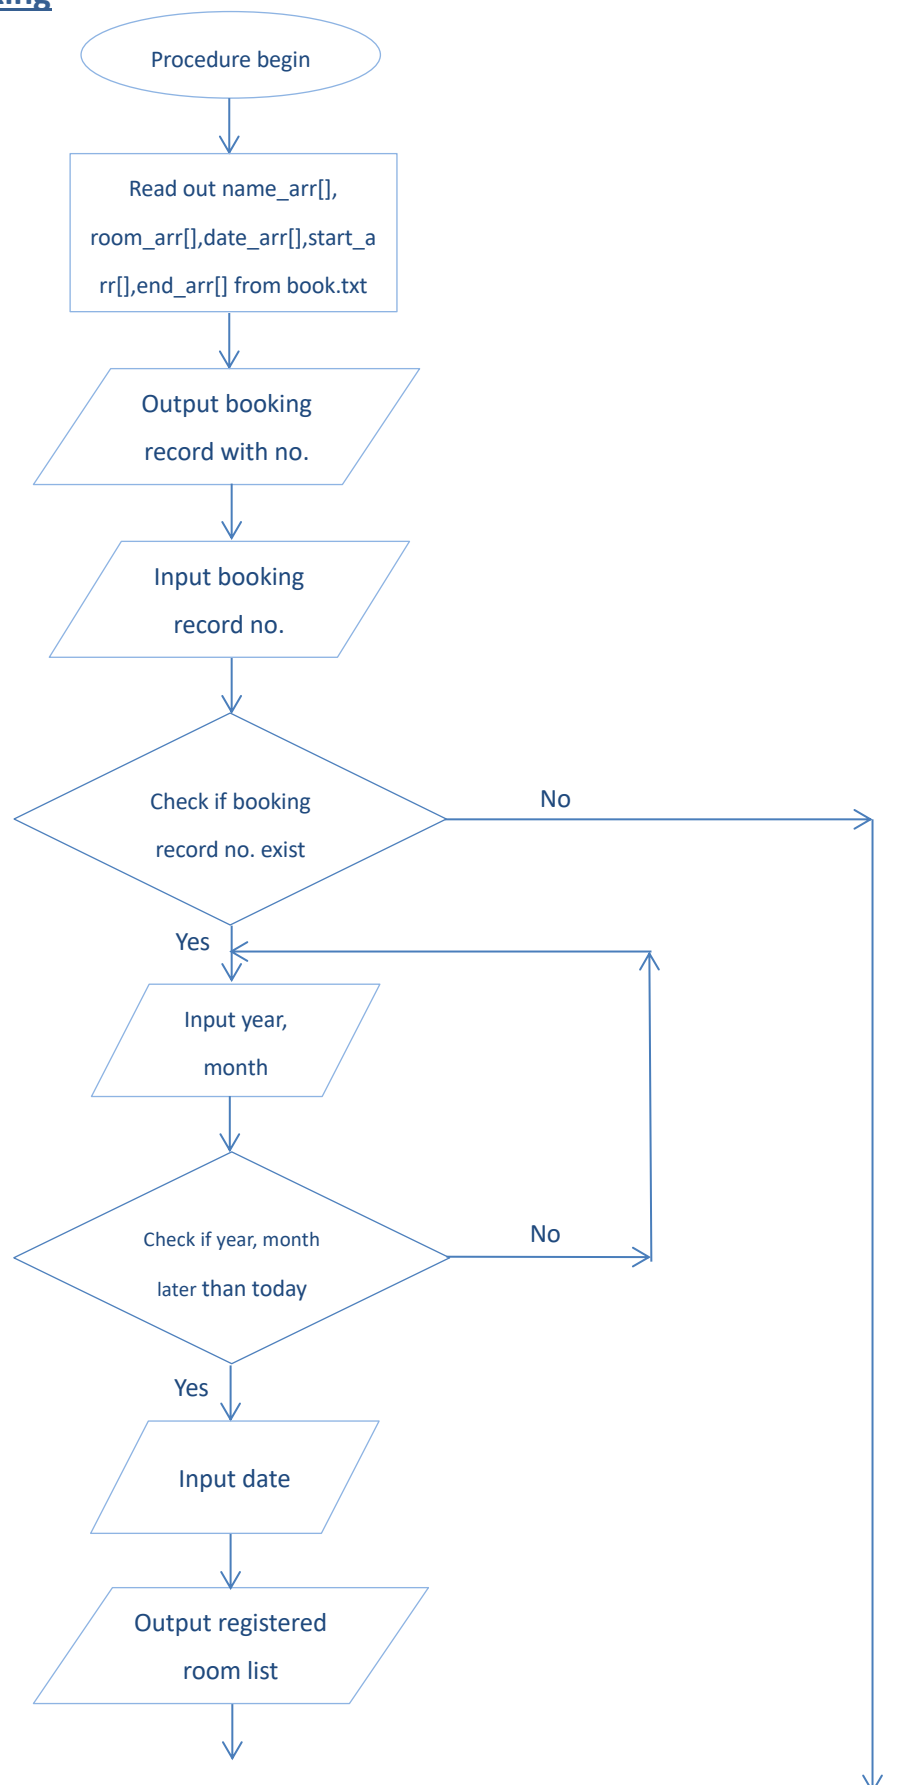 Procedure begin
Read out name_arr[],
room_arr[],date_arr[],start_a
rr[],end_arr[] from book.txt
Output booking
record with no.
Input booking
record no.
Check if booking
record no. exist
No
Yes
Input year,
month
Check if year, month
later than today
No
Yes
Input date
Output registered
room list